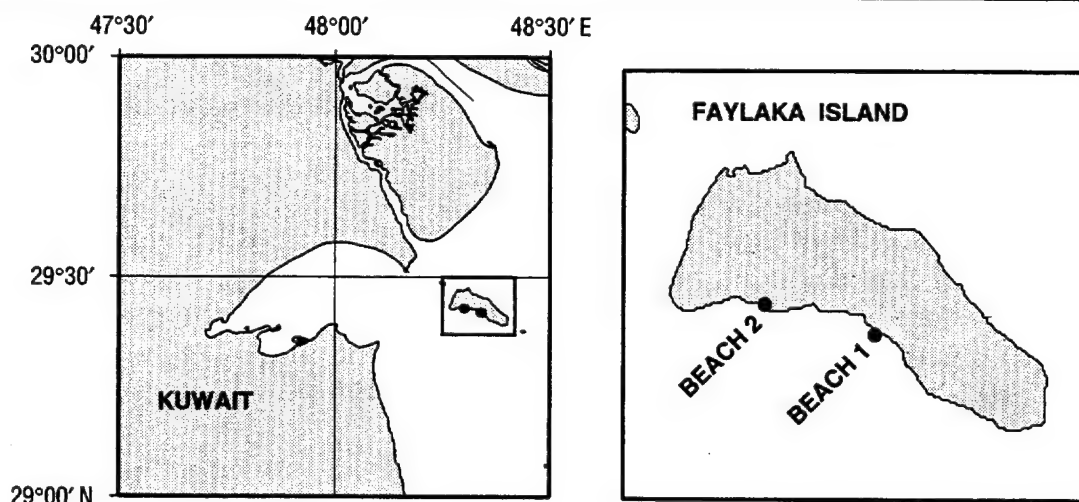 47°30′ 48°00′ 48°30′ E
30°00′
29°30′
29°00′ N
KUWAIT
FAYLAKA ISLAND
BEACH 2
BEACH 1